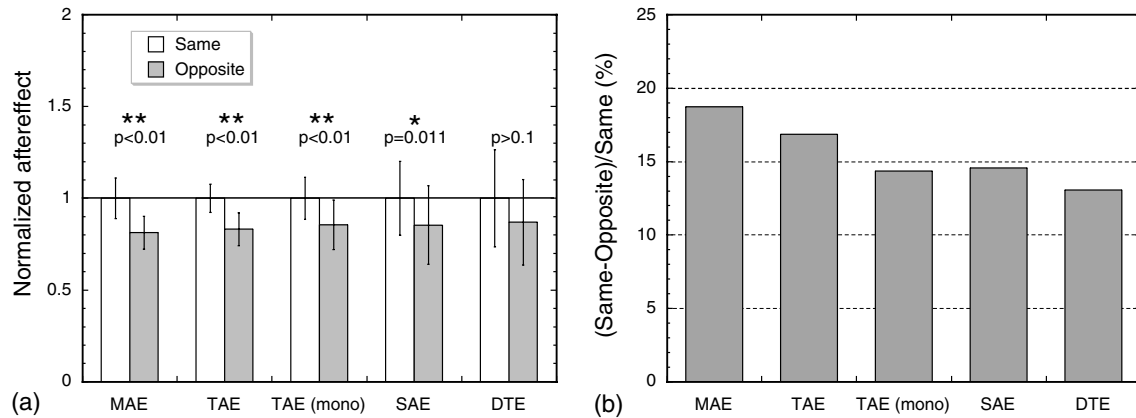 2
1.5
1
0.5
0
Normalized aftereffect
Same
Opposite
** ** ** *
p<0.01 p<0.01 p<0.01 p=0.011 p>0.1
MAE TAE TAE (mono) SAE DTE
(a)
25
20
15
10
5
0
(Same-Opposite)/Same (%)
MAE TAE TAE (mono) SAE DTE
(b)